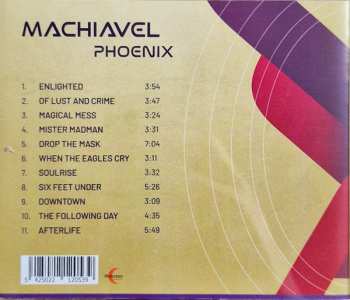 MACHIAVEL
PHOENIX
1. ENLIGHTED 3:54
2. OF LUST AND CRIME 3:47
3. MAGICAL MESS 3:24
4. MISTER MADMAN 3:31
5. DROP THE MASK 7:04
6. WHEN THE EAGLES CRY 3:11
7. SOULRISE 3:32
8. SIX FEET UNDER 5:26
9. DOWNTOWN 3:09
10. THE FOLLOWING DAY 4:35
11. AFTERLIFE 5:49
5 425022 120539